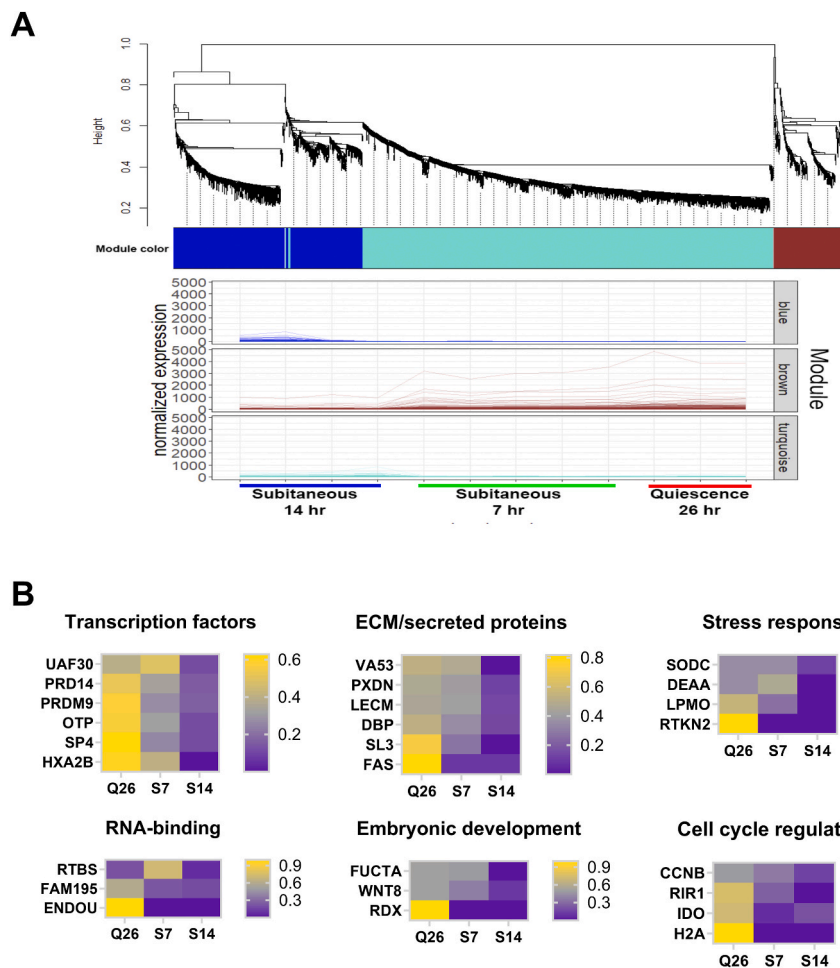 A
Height
1.0
0.8
0.6
0.4
0.2
Module color
normalized expression
5000
4000
3000
2000
1000
0
blue
5000
4000
3000
2000
1000
0
brown
5000
4000
3000
2000
1000
0
turquoise
Module
Subitaneous
14 hr
Subitaneous
7 hr
Quiescence
26 hr
B
Transcription factors
UAF30
PRD14
PRDM9
OTP
SP4
HXA2B
Q26 S7 S14
0.6
0.4
0.2
ECM/secreted proteins
VA53
PXDN
LECM
DBP
SL3
FAS
Q26 S7 S14
0.8
0.6
0.4
0.2
Stress respons
SODC
DEAA
LPMO
RTKN2
Q26 S7 S14
RNA-binding
RTBS
FAM195
ENDOU
Q26 S7 S14
0.9
0.6
0.3
Embryonic development
FUCTA
WNT8
RDX
Q26 S7 S14
0.9
0.6
0.3
Cell cycle regulat
CCNB
RIR1
IDO
H2A
Q26 S7 S14